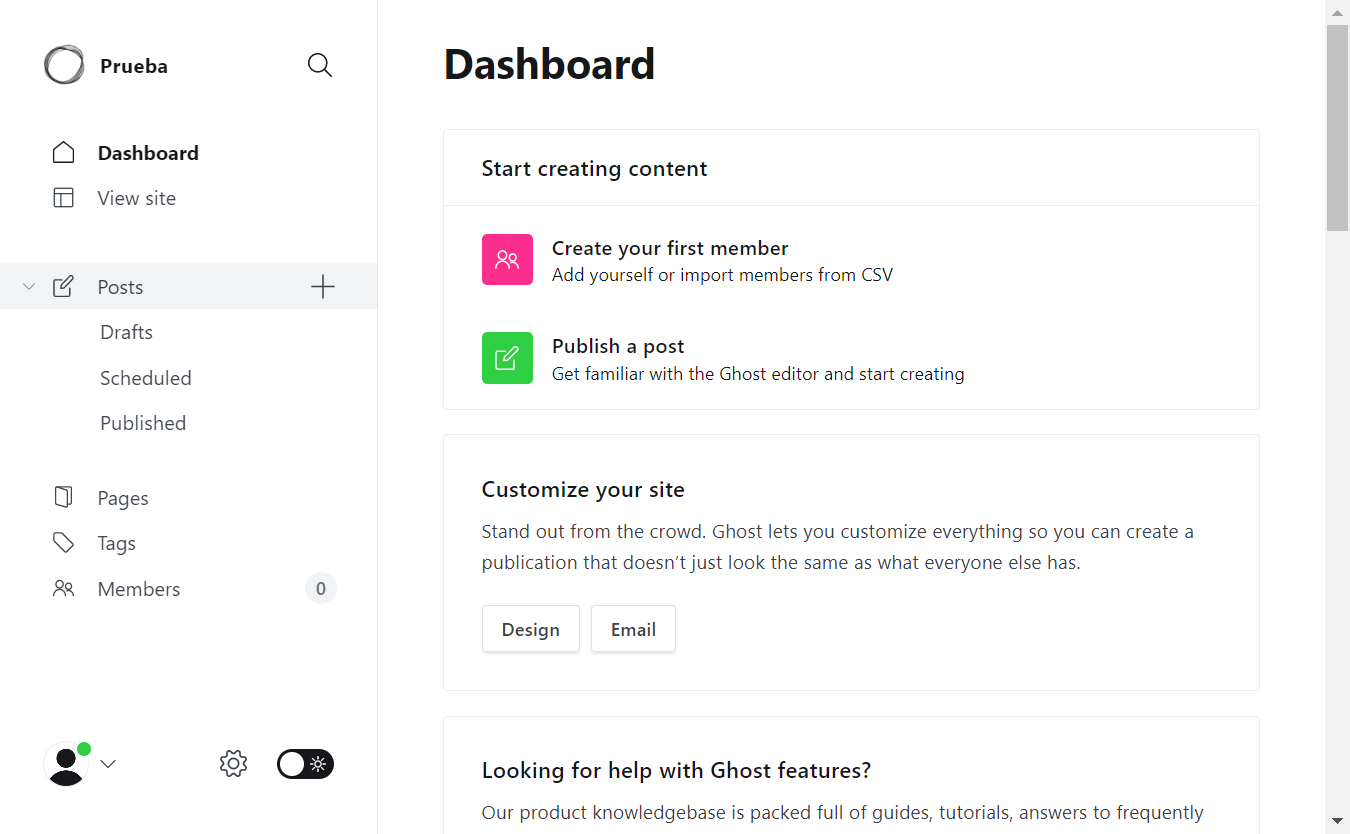 Prueba
Dashboard
View site
Posts
Drafts
Scheduled
Published
Pages
Tags
Members
0
Dashboard
Start creating content
Create your first member
Add yourself or import members from CSV
Publish a post
Get familiar with the Ghost editor and start creating
Customize your site
Stand out from the crowd. Ghost lets you customize everything so you can create a
publication that doesn’t just look the same as what everyone else has.
Design
Email
Looking for help with Ghost features?
Our product knowledgebase is packed full of guides, tutorials, answers to frequently